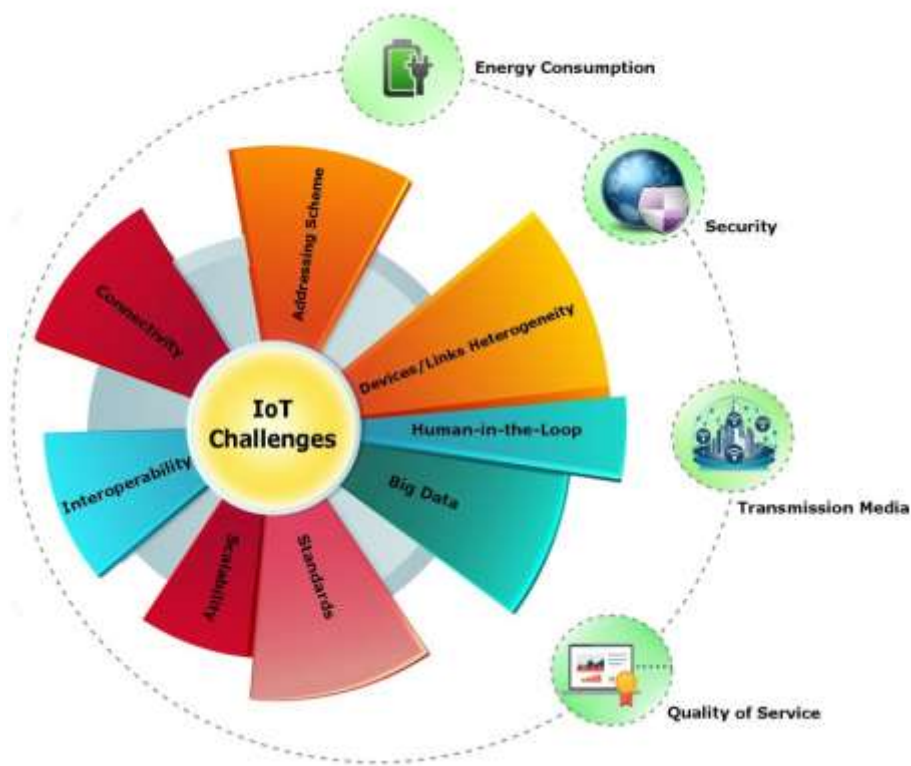 Energy Consumption
Security
Addressing Scheme
Connectivity
Devices/Links Heterogeneity
IoT
Challenges
Human-in-the-Loop
Interoperability
Big Data
Transmission Media
Scalability
Standards
Quality of Service